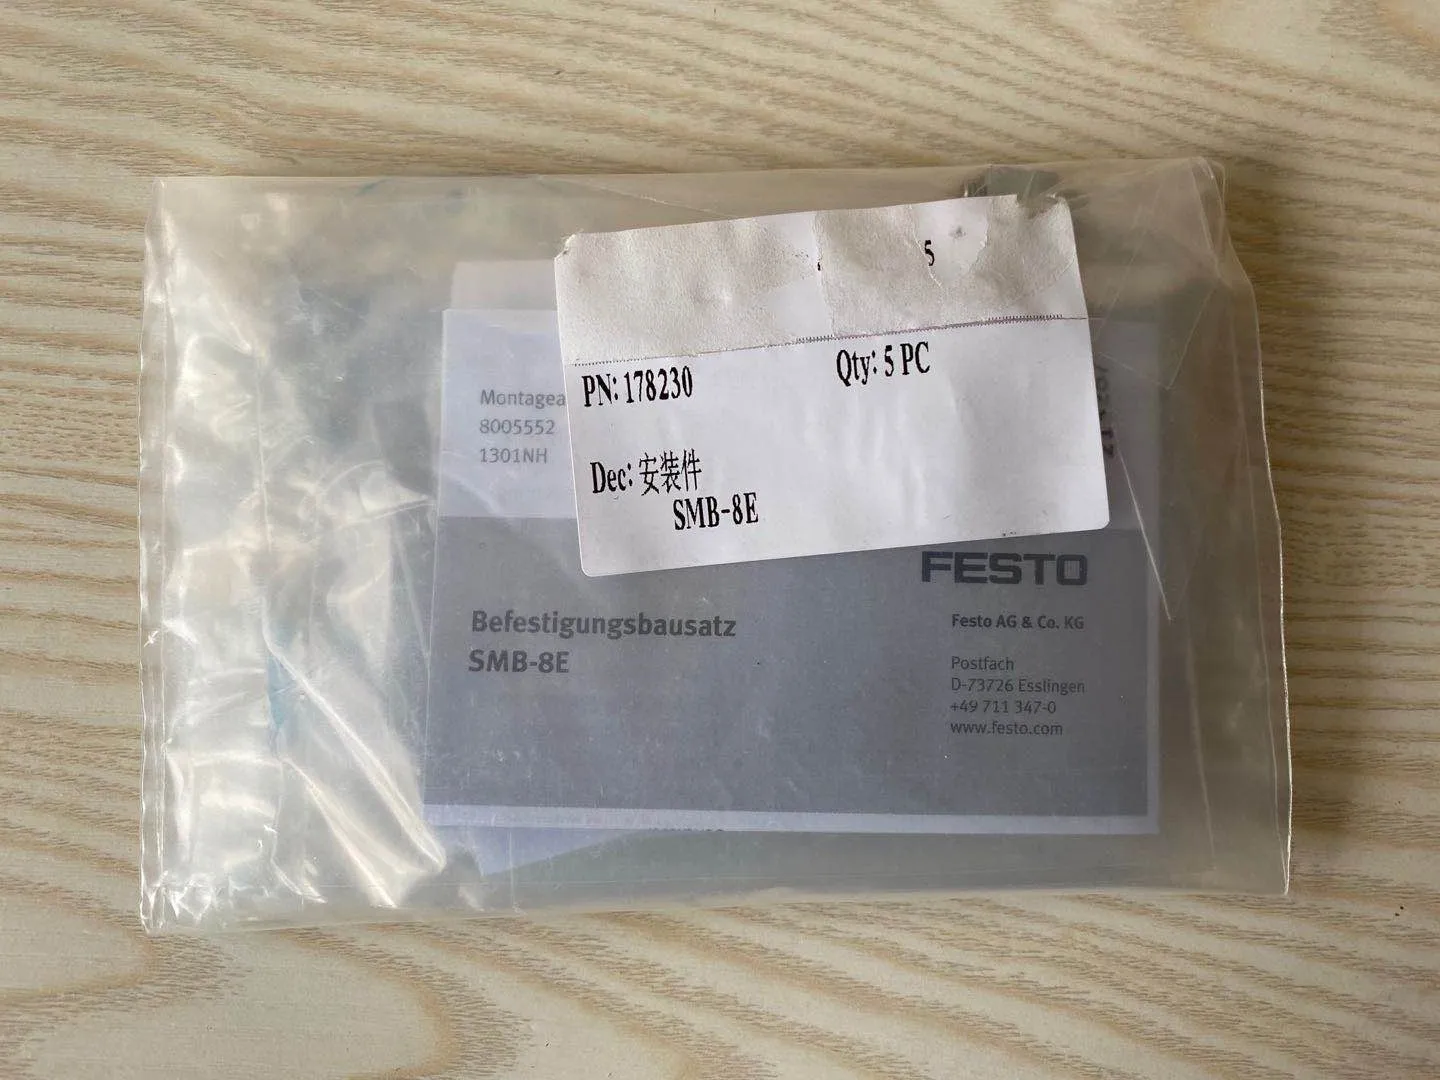 5
PN: 178230
Qty: 5 PC
Dec: 安装件
SMB-8E
Montagea
8005552
1301NH
FESTO
Befestigungsbausatz
SMB-8E
Festo AG & Co. KG
Postfach
D-73726 Esslingen
+49 711 347-0
www.festo.com